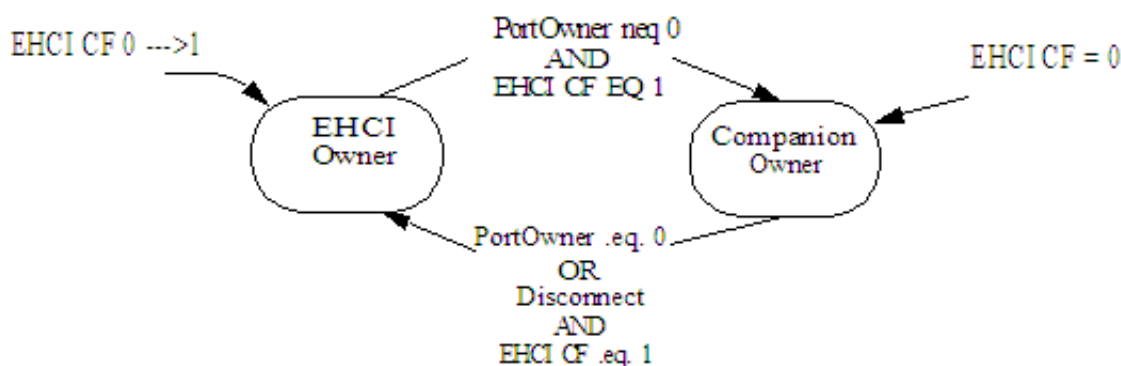 EHCI CF 0 --->1
PortOwner neq 0
AND
EHCI CF EQ 1
EHCI CF = 0
EHCI
Owner
Companion
Owner
PortOwner .eq. 0
OR
Disconnect
AND
EHCI CF .eq. 1